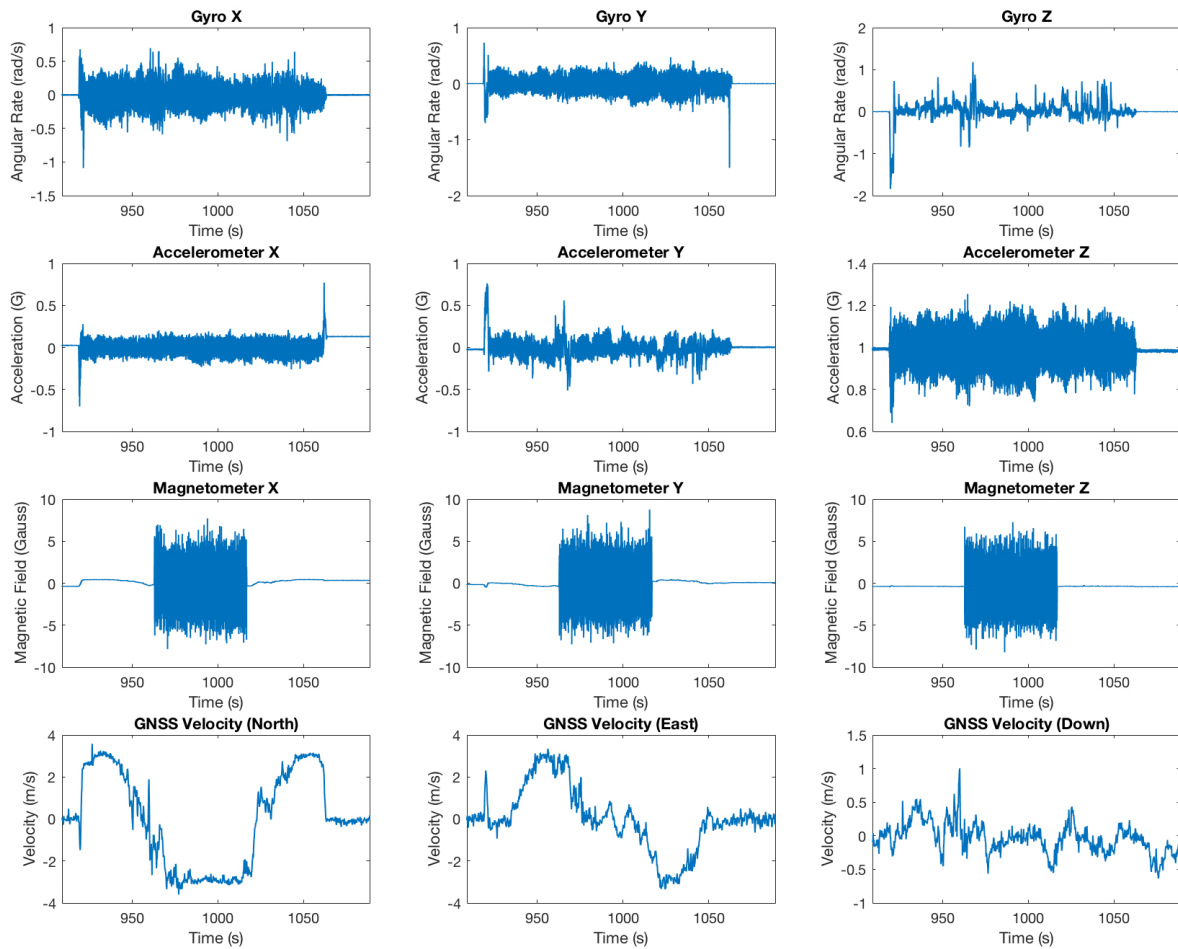 Gyro X
Angular Rate (rad/s)
1
0.5
0
-0.5
-1
-1.5
950
1000
1050
Time (s)
Gyro Y
Angular Rate (rad/s)
1
0
-1
-2
950
1000
1050
Time (s)
Gyro Z
Angular Rate (rad/s)
2
1
0
-1
-2
950
1000
1050
Time (s)
Accelerometer X
Acceleration (G)
1
0.5
0
-0.5
-1
950
1000
1050
Time (s)
Accelerometer Y
Acceleration (G)
1
0.5
0
-0.5
-1
950
1000
1050
Time (s)
Accelerometer Z
Acceleration (G)
1.4
1.2
1
0.8
0.6
950
1000
1050
Time (s)
Magnetometer X
Magnetic Field (Gauss)
10
5
0
-5
-10
950
1000
1050
Time (s)
Magnetometer Y
Magnetic Field (Gauss)
10
5
0
-5
-10
950
1000
1050
Time (s)
Magnetometer Z
Magnetic Field (Gauss)
10
5
0
-5
-10
950
1000
1050
Time (s)
GNSS Velocity (North)
Velocity (m/s)
4
2
0
-2
-4
950
1000
1050
Time (s)
GNSS Velocity (East)
Velocity (m/s)
4
2
0
-2
-4
950
1000
1050
Time (s)
GNSS Velocity (Down)
Velocity (m/s)
1.5
1
0.5
0
-0.5
-1
950
1000
1050
Time (s)